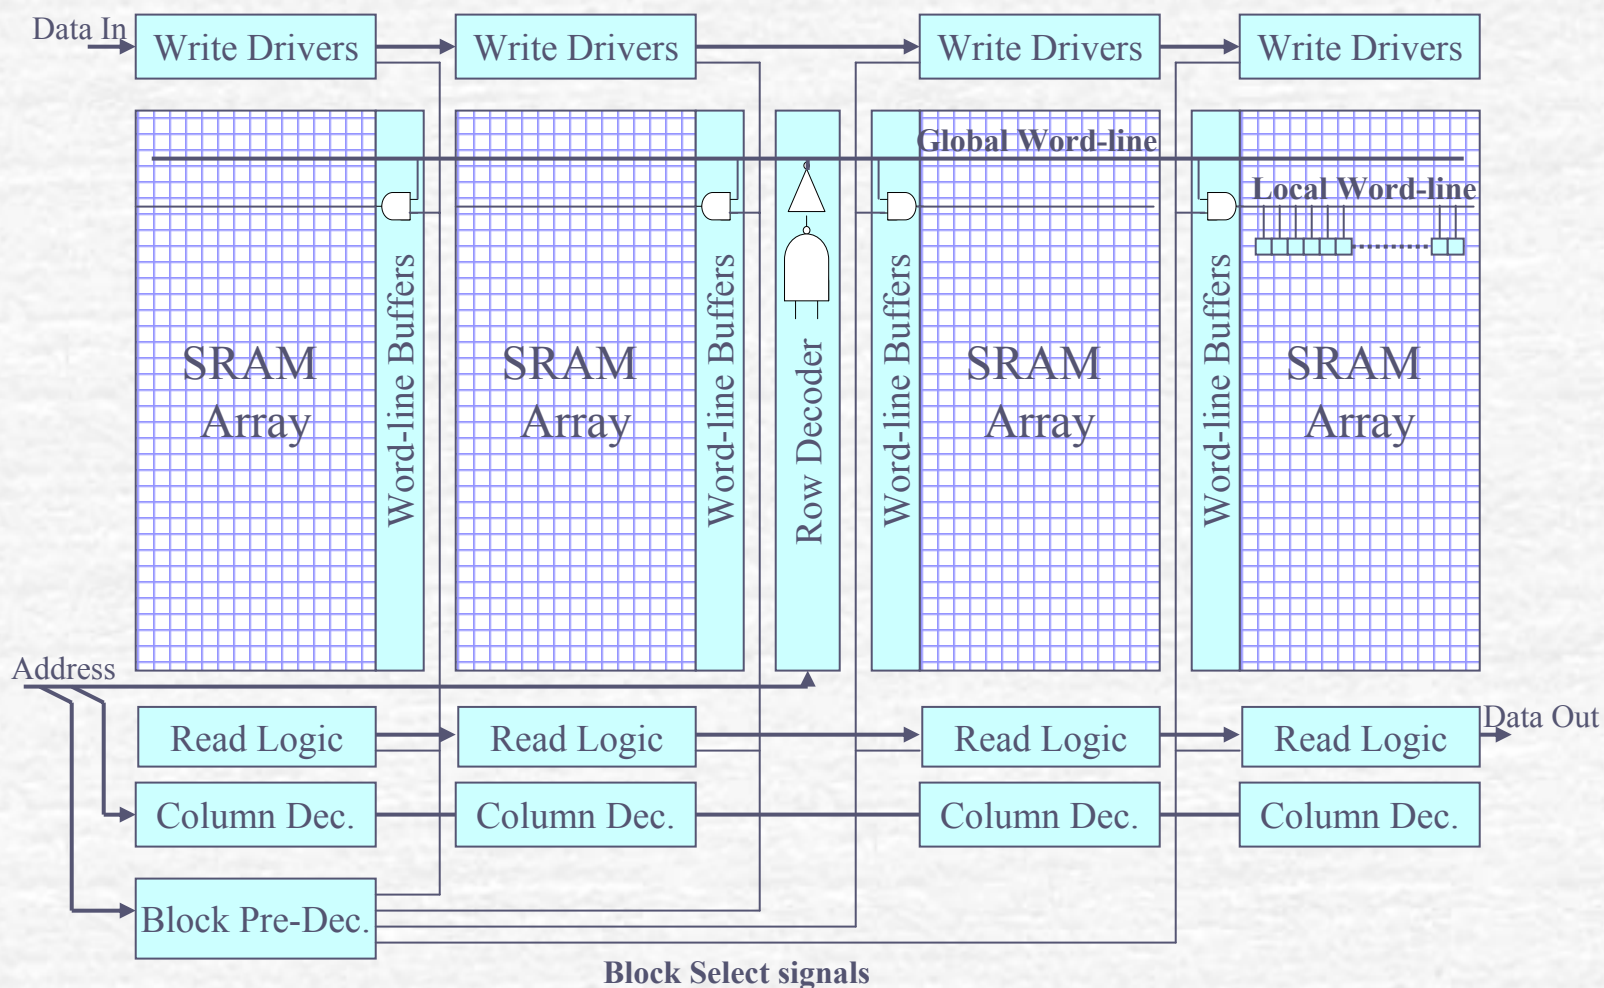 Data In
Write Drivers
Write Drivers
Write Drivers
Write Drivers
Global Word-line
Local Word-line
SRAM
Array
Word-line Buffers
SRAM
Array
Word-line Buffers
Row Decoder
Word-line Buffers
SRAM
Array
Word-line Buffers
SRAM
Array
Address
Read Logic
Read Logic
Read Logic
Read Logic
Data Out
Column Dec.
Column Dec.
Column Dec.
Column Dec.
Block Pre-Dec.
Block Select signals